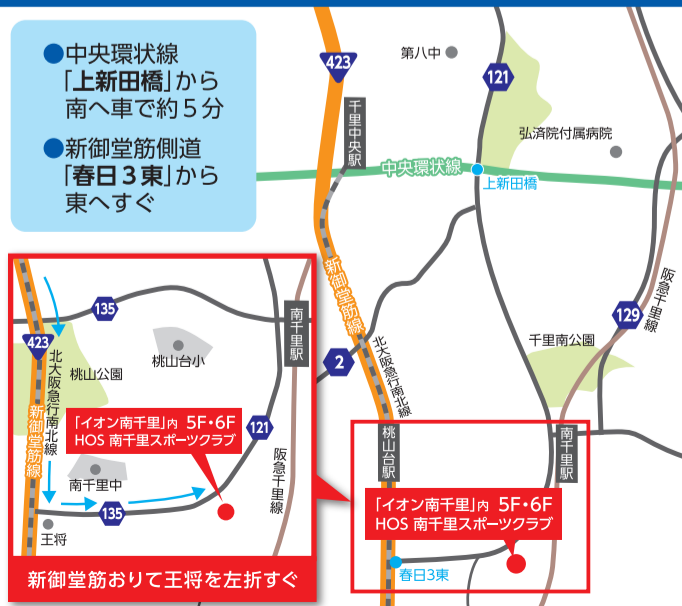 ●中央環状線
「上新田橋」から
南へ車で約5分
●新御堂筋側道
「春日3東」から
東へすぐ
423
第八中
121
千里中央駅
弘済院付属病院
中央環状線
上新田橋
新御堂筋線
阪急千里線
129
千里南公園
2
北大阪急行南北線
桃山台駅
南千里駅
「イオン南千里」内 5F・6F
HOS 南千里スポーツクラブ
春日3東
135
南千里駅
423
桃山台小
桃山公園
北大阪急行南北線
新御堂筋線
「イオン南千里」内 5F・6F
HOS 南千里スポーツクラブ
121
阪急千里線
南千里中
135
王将
新御堂筋おりて王将を左折すぐ